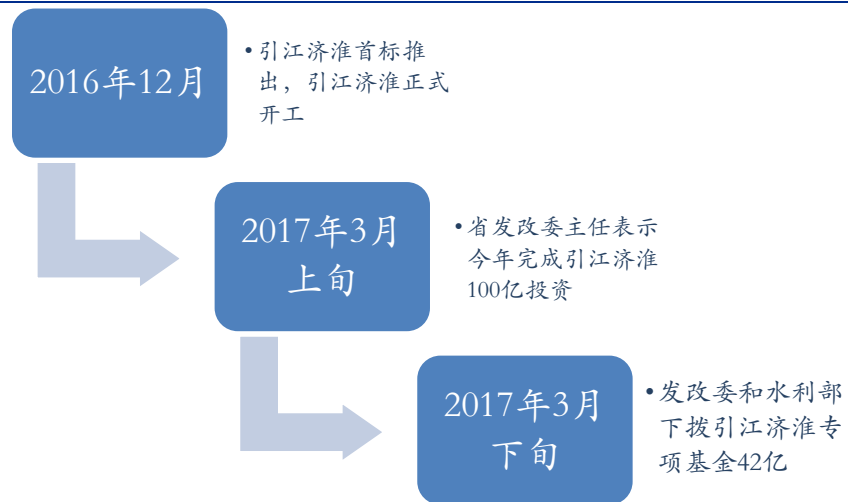 2016年12月
•引江济淮首标推
出，引江济淮正式
开工
2017年3月
上旬
•省发改委主任表示
今年完成引江济淮
100亿投资
2017年3月
下旬
•发改委和水利部
下拨引江济淮专
项基金42亿